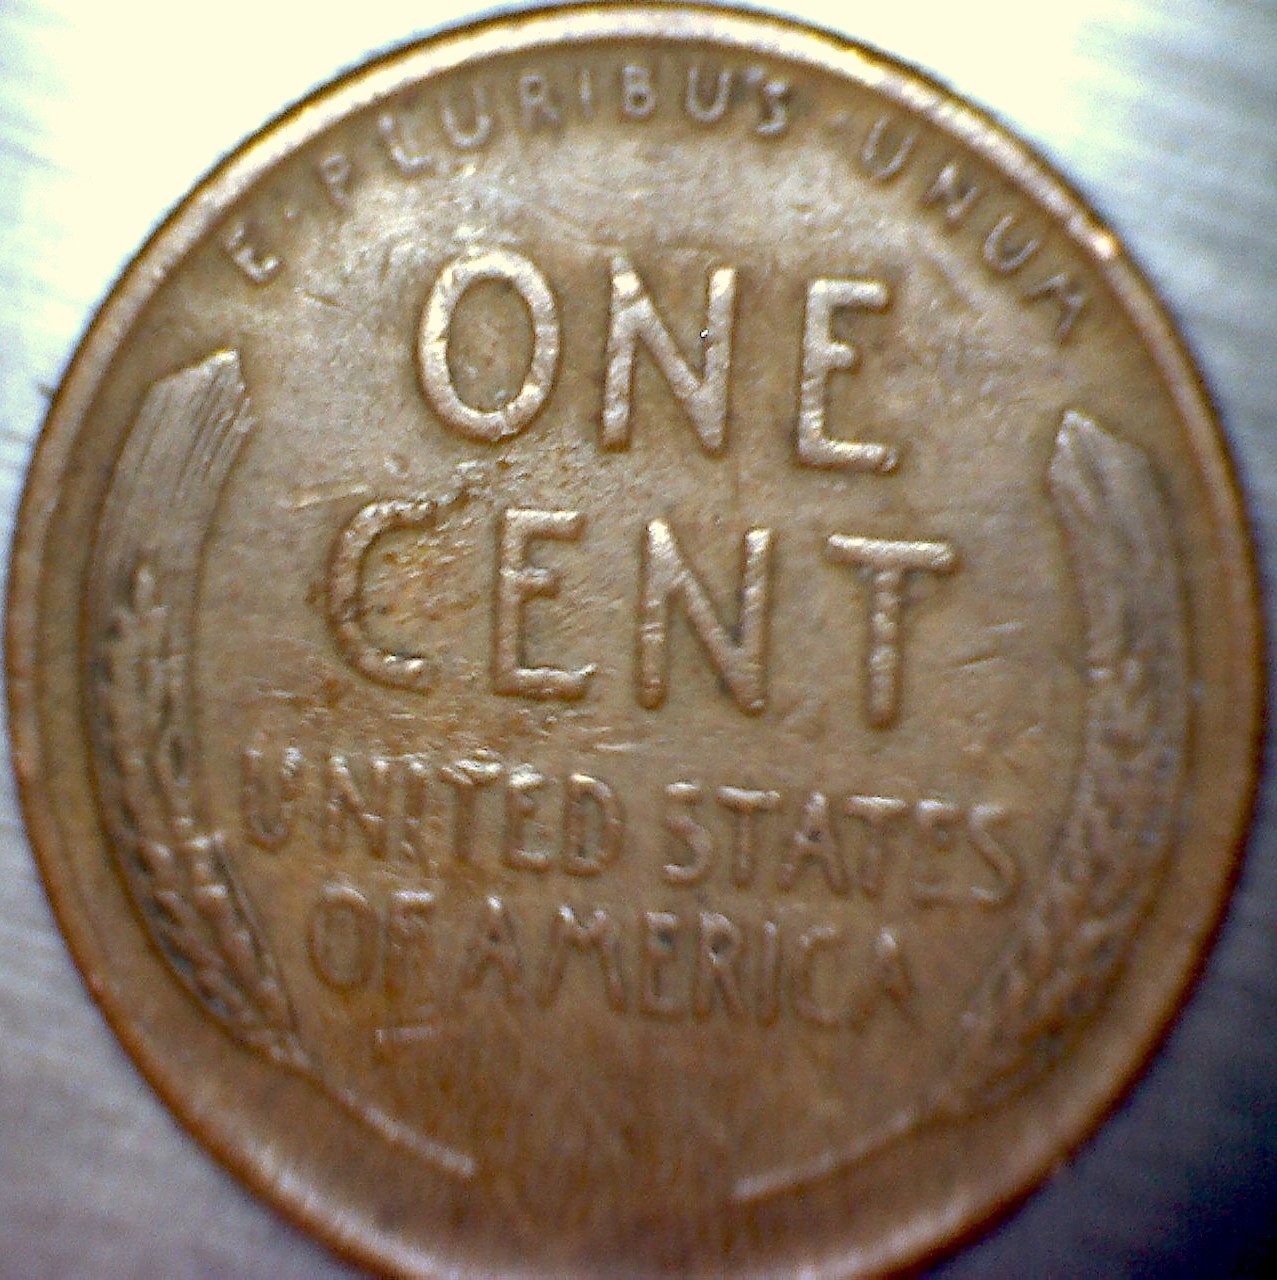 E · PLURIBUS · UNUM
ONE
CENT
UNITED STATES
OF AMERICA